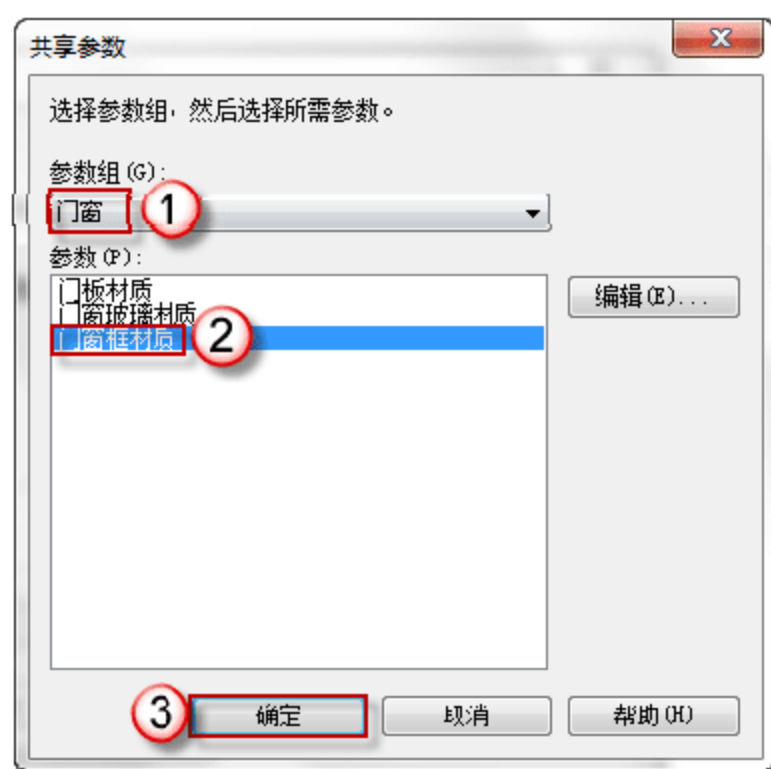 共享参数
选择参数组，然后选择所需参数。
参数组(G):
门窗 1
参数(P):
门板材质
门窗玻璃材质
门窗框材质 2
编辑(E)...
3 确定 取消 帮助(H)